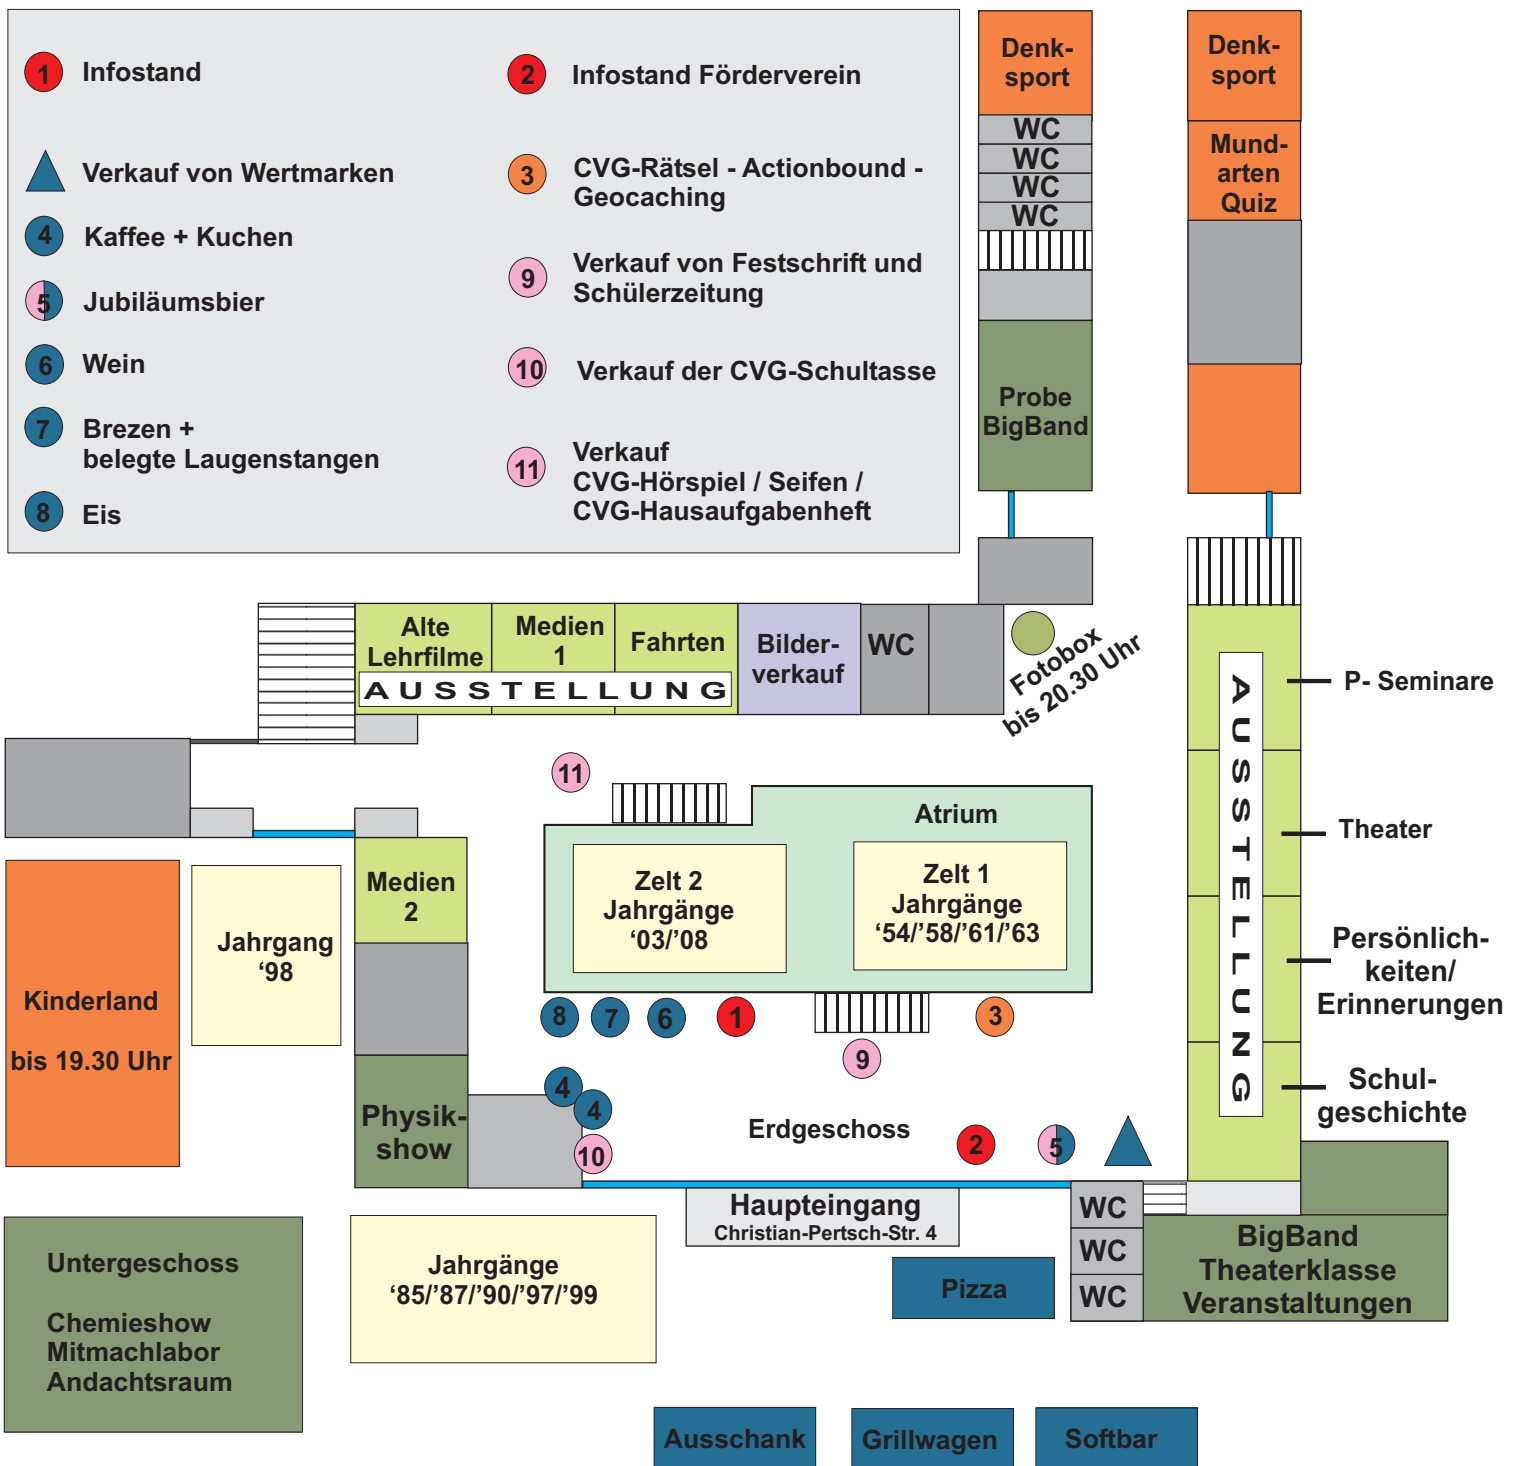 1 Infostand
Verkauf von Wertmarken
4 Kaffee + Kuchen
5 Jubiläumsbier
6 Wein
7 Brezen +
belegte Laugenstangen
8 Eis
2 Infostand Förderverein
3 CVG-Rätsel - Actionbound -
Geocaching
9 Verkauf von Festschrift und
Schülerzeitung
10 Verkauf der CVG-Schultasse
11 Verkauf
CVG-Hörspiel / Seifen /
CVG-Hausaufgabenheft
Denk-
sport
WC
WC
WC
WC
Probe
BigBand
Denk-
sport
Mund-
arten
Quiz
Alte
Lehrfilme
Medien
1
Fahrten
AUSSTELLUNG
Bilder-
verkauf
WC
Fotobox
bis 20.30 Uhr
AUSSTELLUNG
P- Seminare
Theater
Persönlich-
keiten/
Erinnerungen
Schul-
geschichte
11
Atrium
Zelt 2
Jahrgänge
‘03/’08
Zelt 1
Jahrgänge
‘54/’58/’61/’63
Medien
2
Jahrgang
‘98
Kinderland
bis 19.30 Uhr
8
7
6
1
3
9
4
4
10
Physik-
show
Erdgeschoss
2
5
Haupteingang
Christian-Pertsch-Str. 4
WC
WC
WC
BigBand
Theaterklasse
Veranstaltungen
Untergeschoss
Chemieshow
Mitmachlabor
Andachtsraum
Jahrgänge
‘85/’87/’90/’97/’99
Pizza
Ausschank
Grillwagen
Softbar